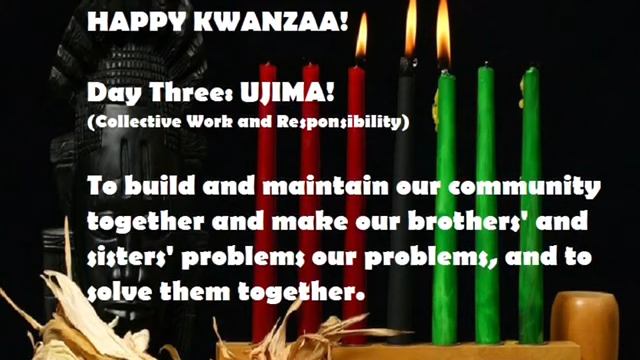 HAPPY KWANZAA!
Day Three: UJIMA!
(Collective Work and Responsibility)
To build and maintain our community
together and make our brothers' and
sisters' problems our problems, and to
solve them together.